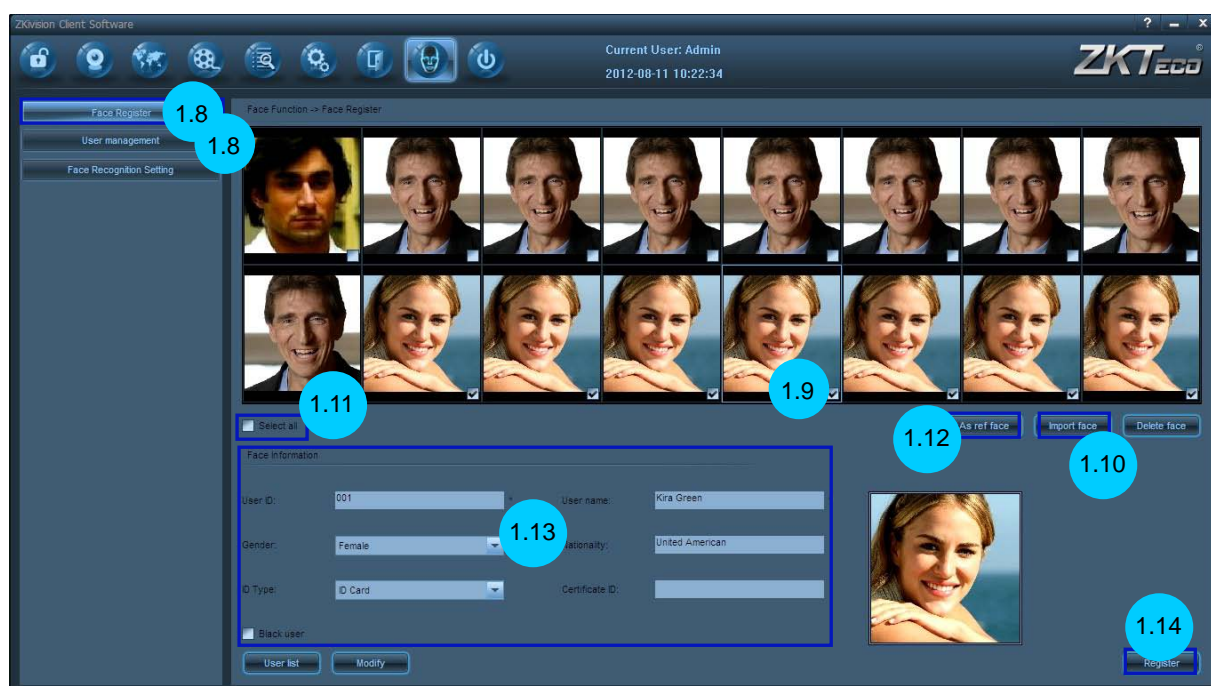 ZKivision Client Software
? – x
Current User: Admin
2012-08-11 10:22:34
ZKTECO ®
Face Register
1.8
User management
1.8
Face Recognition Setting
Face Function -> Face Register
1.9
1.11
Select all
1.12
As ref face
Import face
Delete face
1.10
Face Information
User ID:
001
*
User name:
Kira Green
1.13
Gender:
Female
Nationality:
United American
ID Type:
ID Card
Certificate ID:
Black user
1.14
User list
Modify
Register